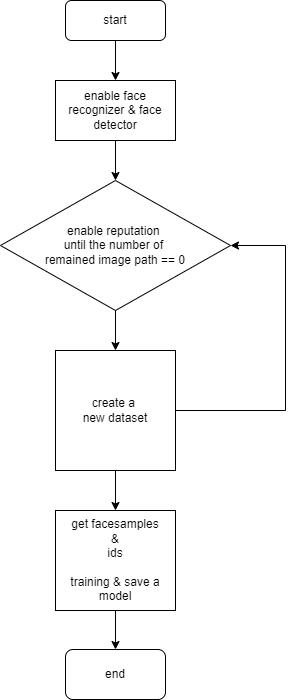 start
enable face
recognizer & face
detector
enable reputation
until the number of
remained image path == 0
create a
new dataset
get facesamples
&
ids
training & save a
model
end